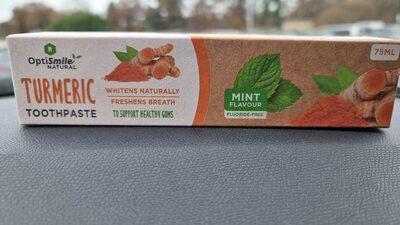 OptiSmile
NATURAL
TURMERIC
TOOTHPASTE
WHITENS NATURALLY
FRESHENS BREATH
TO SUPPORT HEALTHY GUMS
MINT
FLAVOUR
FLUORIDE-FREE
75ML